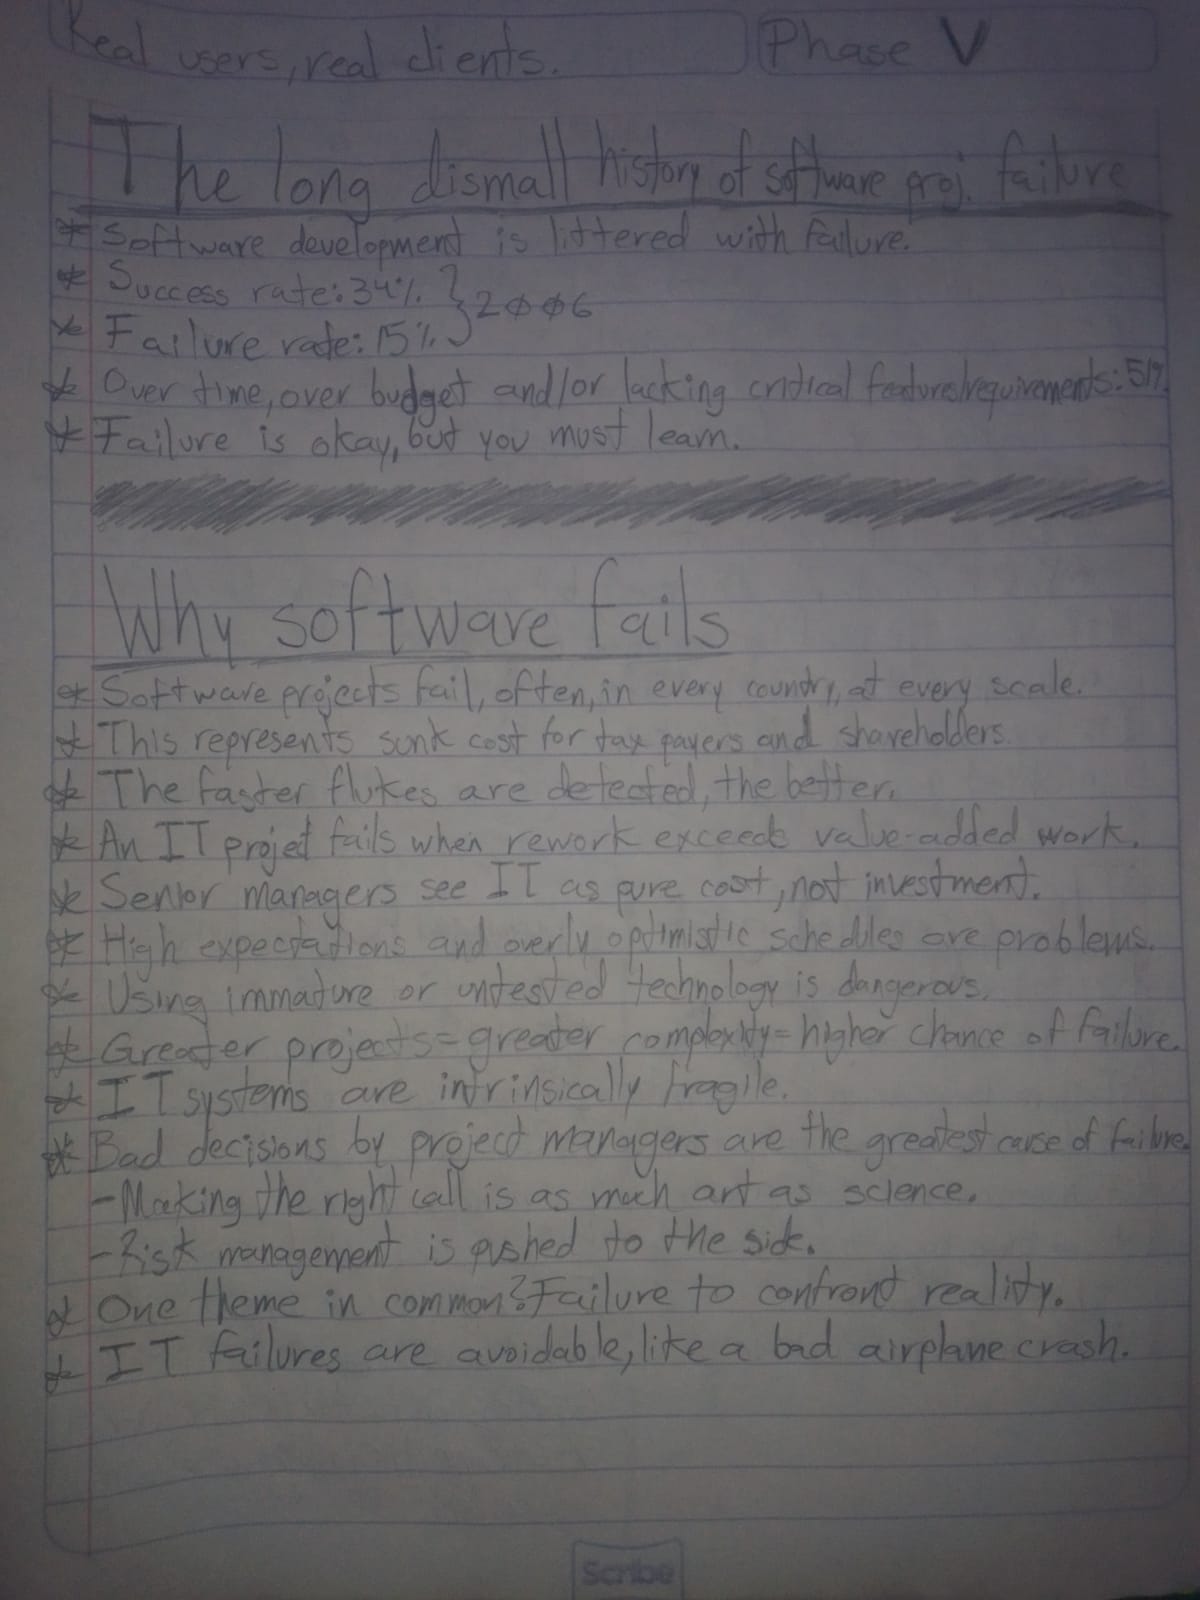 Real users, real clients.
Phase V
The long dismall history of software proj. failure
* Software development is littered with failure.
* Success rate: 34%. } 2006
* Failure rate: 15%.
* Over time, over budget and/or lacking critical features/requirements: 51%.
* Failure is okay, but you must learn.
Why software fails
* Software projects fail, often, in every country, at every scale.
* This represents sunk cost for tax payers and shareholders.
* The faster flukes are detected, the better.
* An IT project fails when rework exceeds value-added work.
* Senior managers see IT as pure cost, not investment.
* High expectations and overly optimistic schedules are problems.
* Using immature or untested technology is dangerous.
* Greater projects = greater complexity = higher chance of failure.
* IT systems are intrinsically fragile.
* Bad decisions by project managers are the greatest cause of failure.
- Making the right call is as much art as science.
- Risk management is pushed to the side.
* One theme in common? Failure to confront reality.
* IT failures are avoidable, like a bad airplane crash.
Scribe